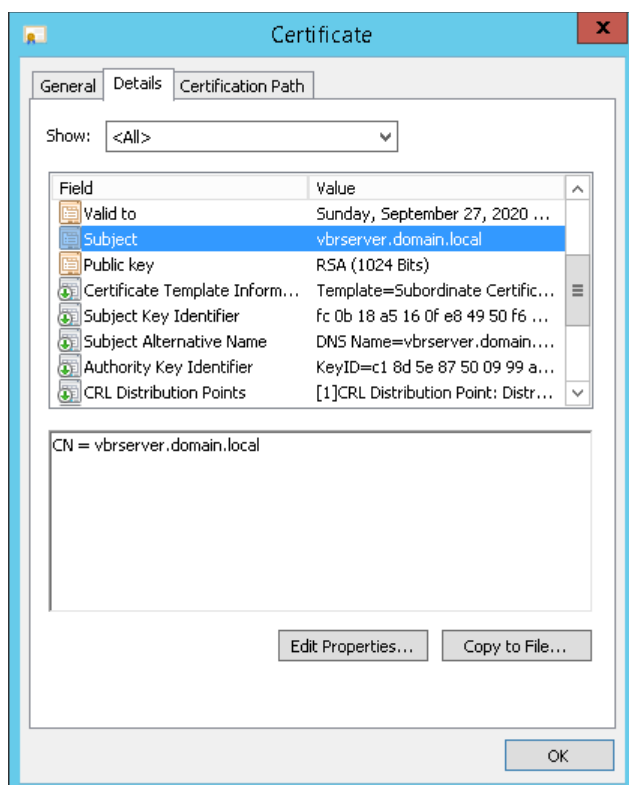 Certificate
x
General Details Certification Path
Show: <All>
Field Value
Valid to Sunday, September 27, 2020 ...
Subject vbrserver.domain.local
Public key RSA (1024 Bits)
Certificate Template Inform... Template=Subordinate Certific...
Subject Key Identifier fc 0b 18 a5 16 0f e8 49 50 f6 ...
Subject Alternative Name DNS Name=vbrserver.domain....
Authority Key Identifier KeyID=c1 8d 5e 87 50 09 99 a...
CRL Distribution Points [1]CRL Distribution Point: Distr...
CN = vbrserver.domain.local
Edit Properties... Copy to File...
OK